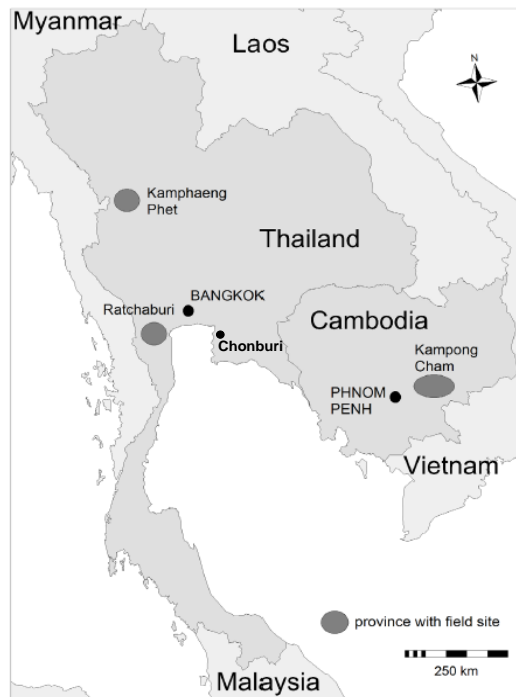 Myanmar
Laos
N
Kamphaeng
Phet
Thailand
BANGKOK
Ratchaburi
Chonburi
Cambodia
Kampong
Cham
PHNOM
PENH
Vietnam
province with field site
250 km
Malaysia